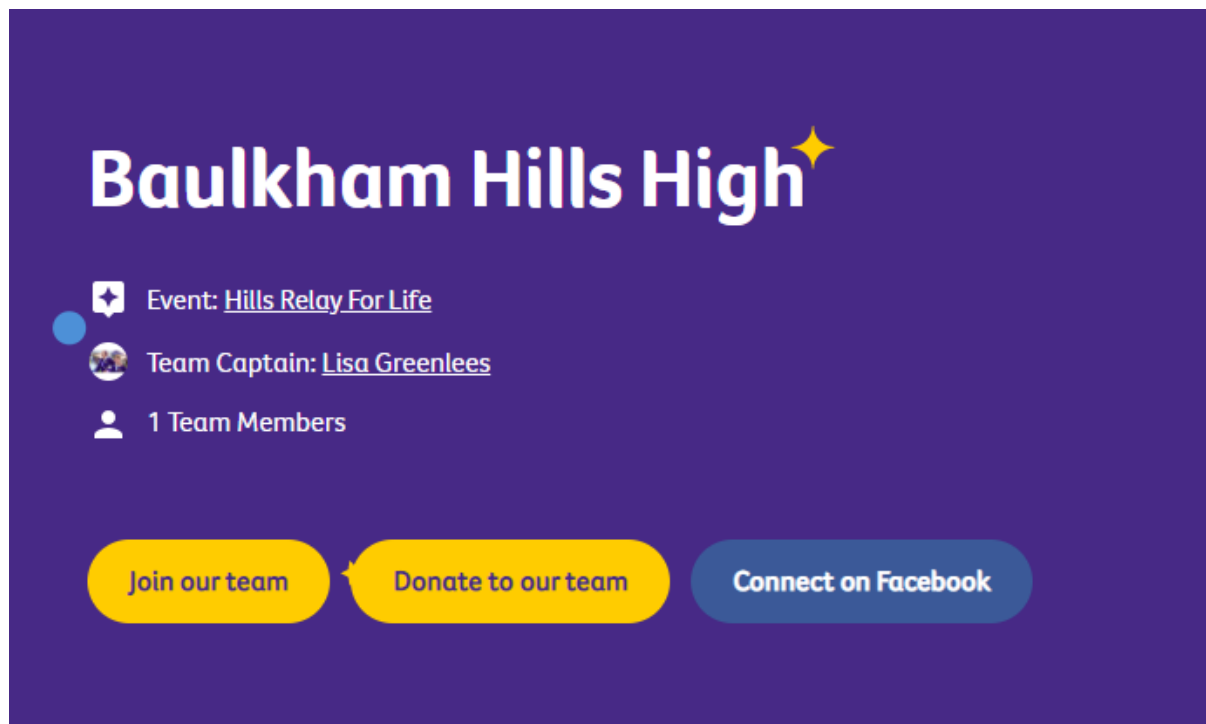 Baulkham Hills High
Event: Hills Relay For Life
Team Captain: Lisa Greenlees
1 Team Members
Join our team
Donate to our team
Connect on Facebook